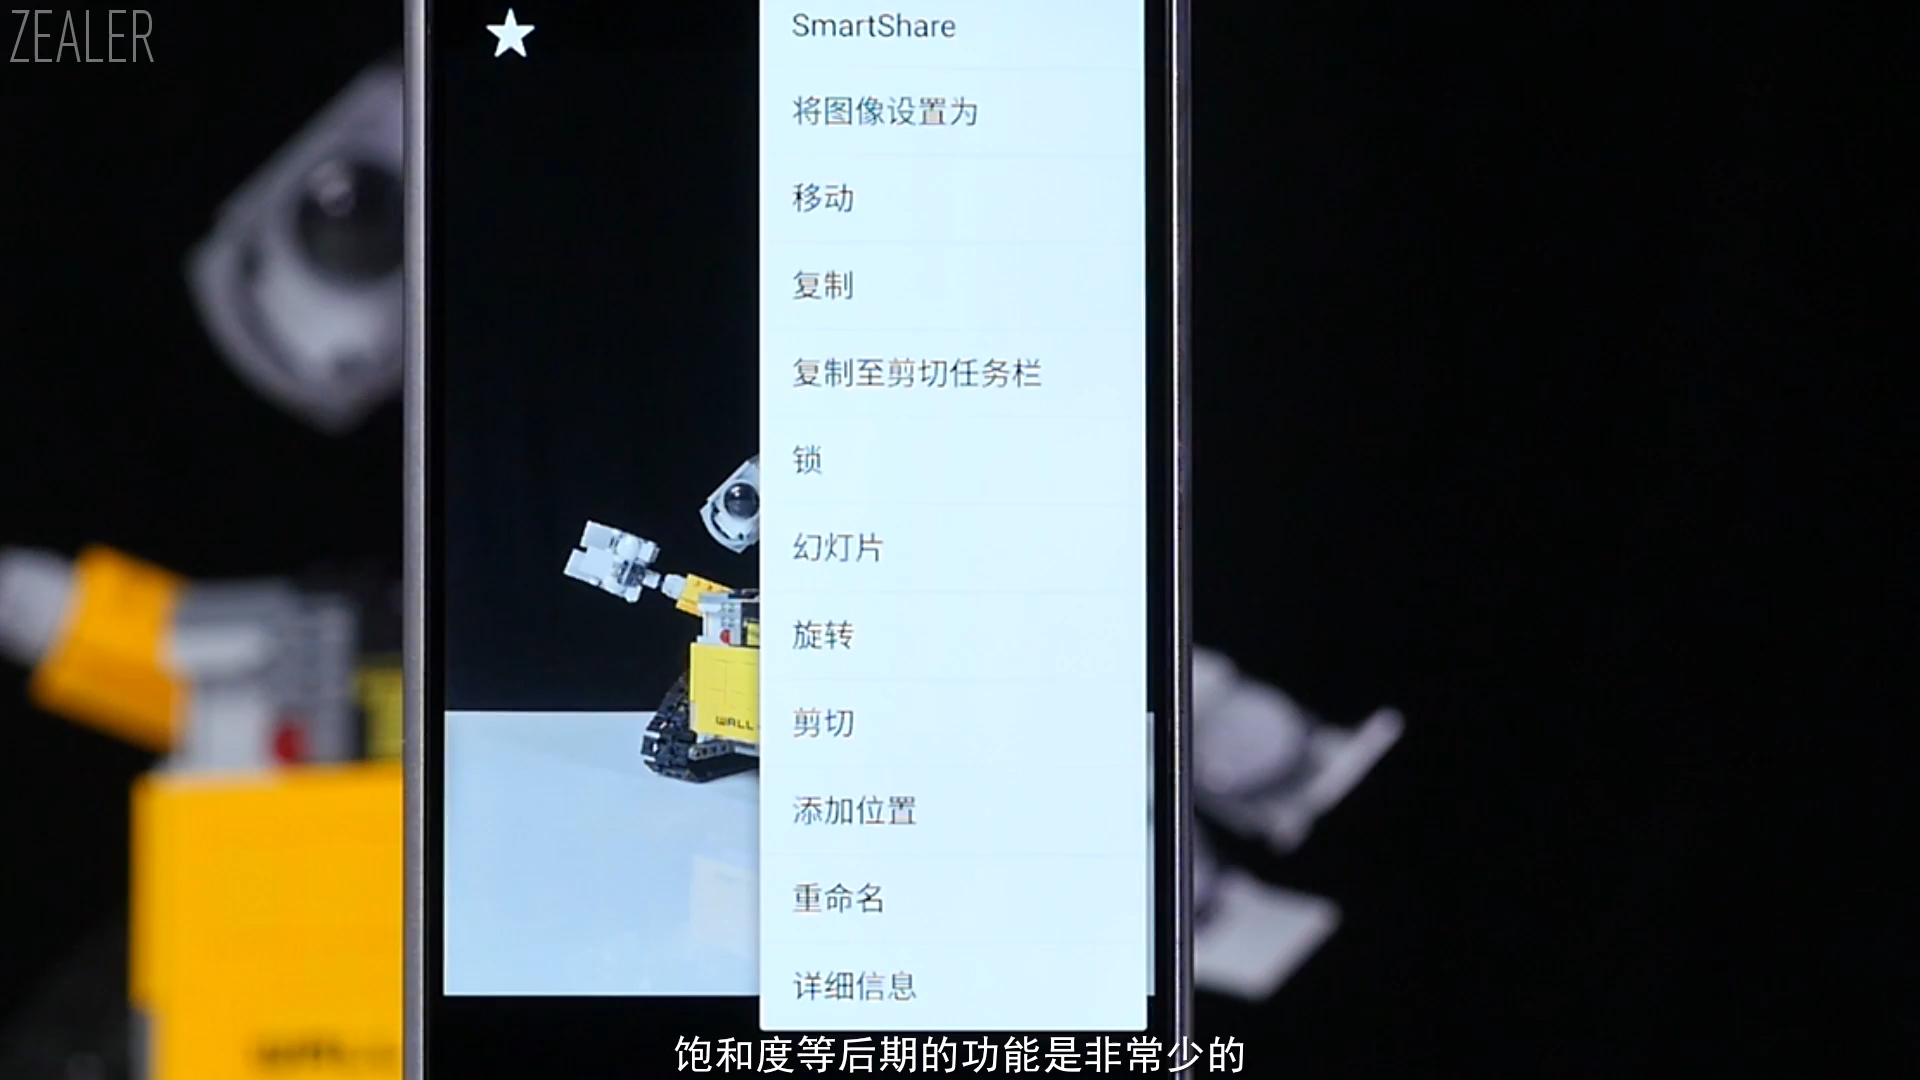 ZEALER
SmartShare
将图像设置为
移动
复制
复制至剪切任务栏
锁
幻灯片
旋转
剪切
添加位置
重命名
详细信息
WALL
饱和度等后期的功能是非常少的